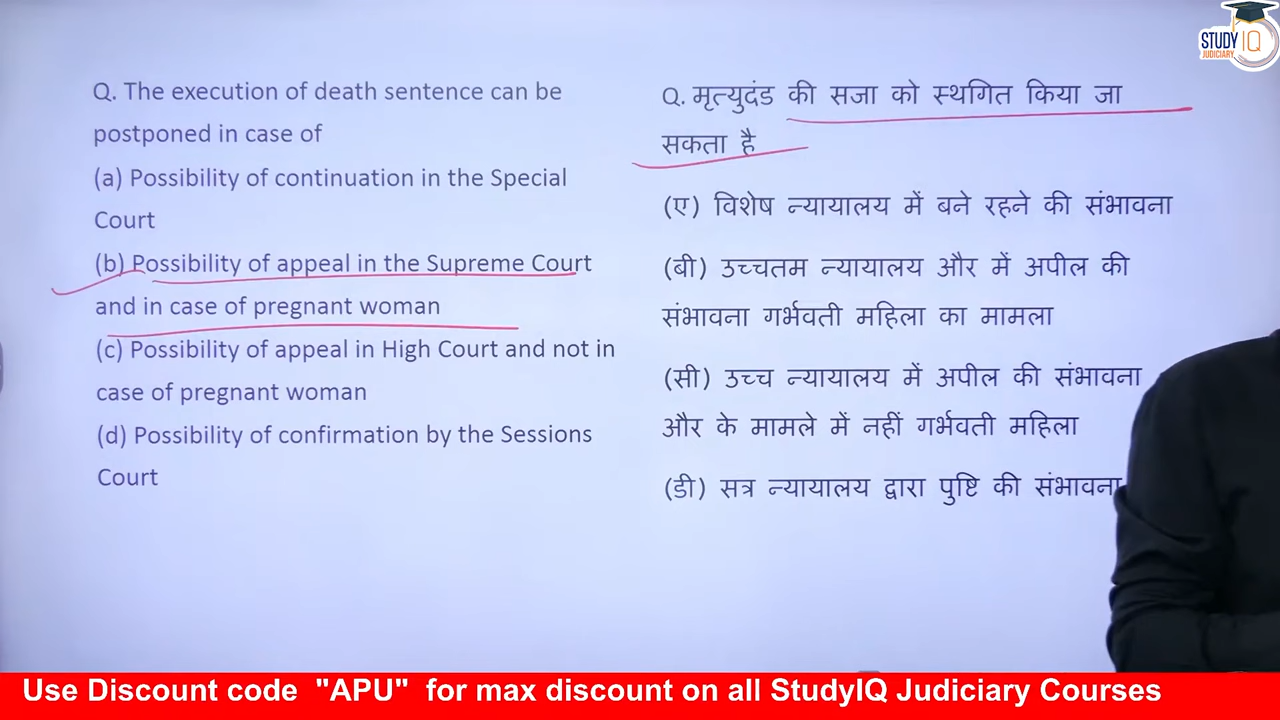 STUDY IQ
JUDICIARY
Q. The execution of death sentence can be
postponed in case of
(a) Possibility of continuation in the Special
Court
(b) Possibility of appeal in the Supreme Court
and in case of pregnant woman
(c) Possibility of appeal in High Court and not in
case of pregnant woman
(d) Possibility of confirmation by the Sessions
Court
Q. मृत्युदंड की सजा को स्थगित किया जा
सकता है
(ए) विशेष न्यायालय में बने रहने की संभावना
(बी) उच्चतम न्यायालय और में अपील की
संभावना गर्भवती महिला का मामला
(सी) उच्च न्यायालय में अपील की संभावना
और के मामले में नहीं गर्भवती महिला
(डी) सत्र न्यायालय द्वारा पुष्टि की संभावना
Use Discount code "APU" for max discount on all StudyIQ Judiciary Courses